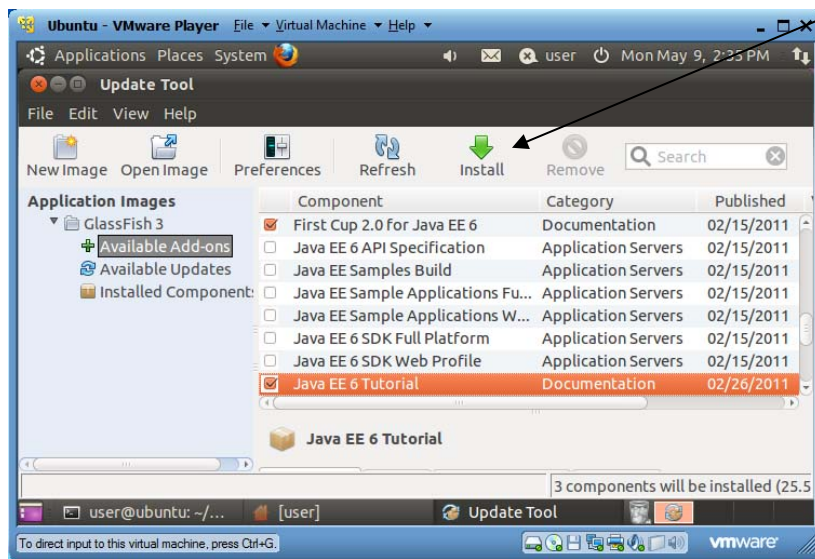 Ubuntu - VMware Player File Virtual Machine Help
Applications Places System user Mon May 9, 2:35 PM
Update Tool
File Edit View Help
New Image Open Image Preferences Refresh Install Remove Search
Application Images
GlassFish 3
Available Add-ons
Available Updates
Installed Component
Component Category Published
First Cup 2.0 for Java EE 6 Documentation 02/15/2011
Java EE 6 API Specification Application Servers 02/15/2011
Java EE Samples Build Application Servers 02/15/2011
Java EE Sample Applications Fu... Application Servers 02/15/2011
Java EE Sample Applications W... Application Servers 02/15/2011
Java EE 6 SDK Full Platform Application Servers 02/15/2011
Java EE 6 SDK Web Profile Application Servers 02/15/2011
Java EE 6 Tutorial Documentation 02/26/2011
Java EE 6 Tutorial
3 components will be installed (25.5
user@ubuntu: ~/... [user] Update Tool
To direct input to this virtual machine, press Ctrl+G. vmware